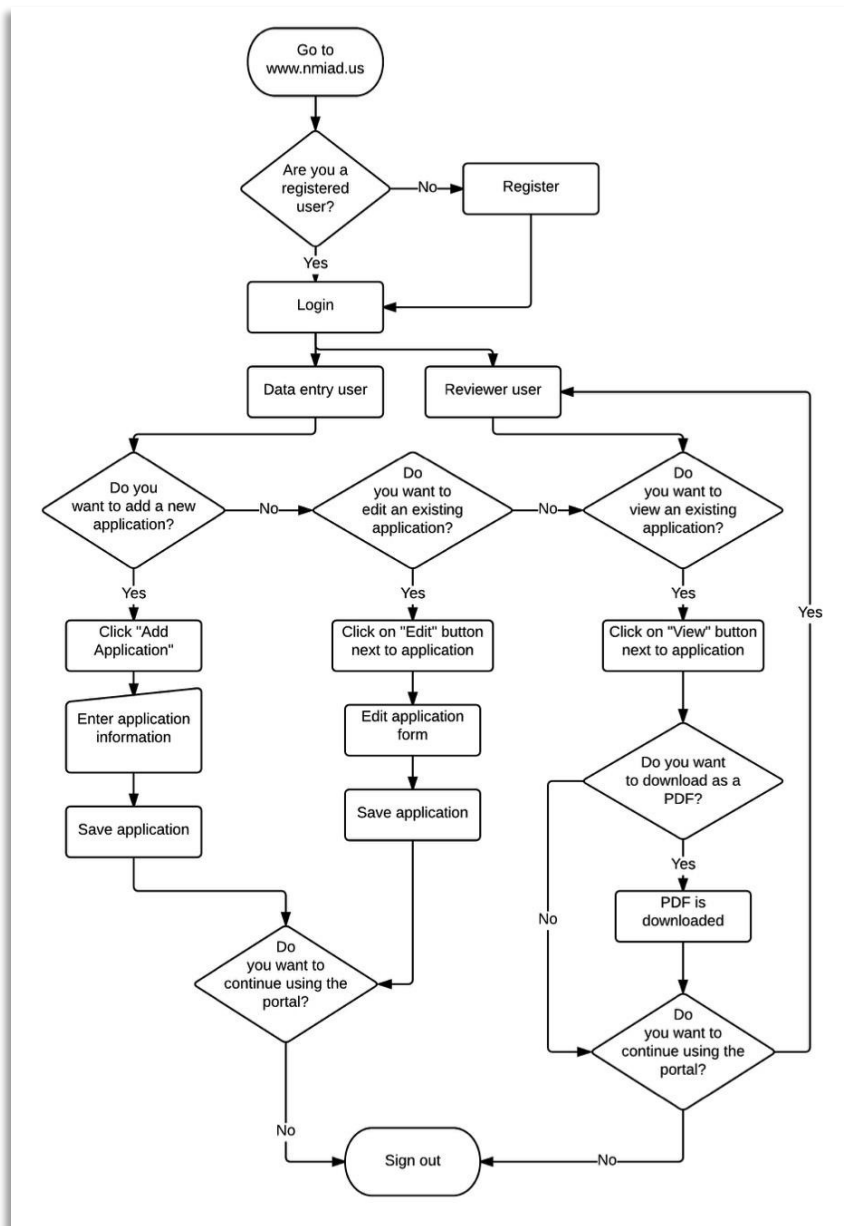 Go to
www.nmiad.us
Are you a
registered
user?
No
Register
Yes
Login
Data entry user
Reviewer user
Do you
want to add a new
application?
No
Do
you want to
edit an existing
application?
No
Do
you want to
view an existing
application?
Yes
Yes
Yes
Yes
Click "Add
Application"
Click on "Edit" button
next to application
Click on "View" button
next to application
Enter application
information
Edit application
form
Do you want
to download as a
PDF?
Save application
Save application
Yes
No
PDF is
downloaded
Do
you want to
continue using the
portal?
Do
you want to
continue using the
portal?
No
Sign out
No